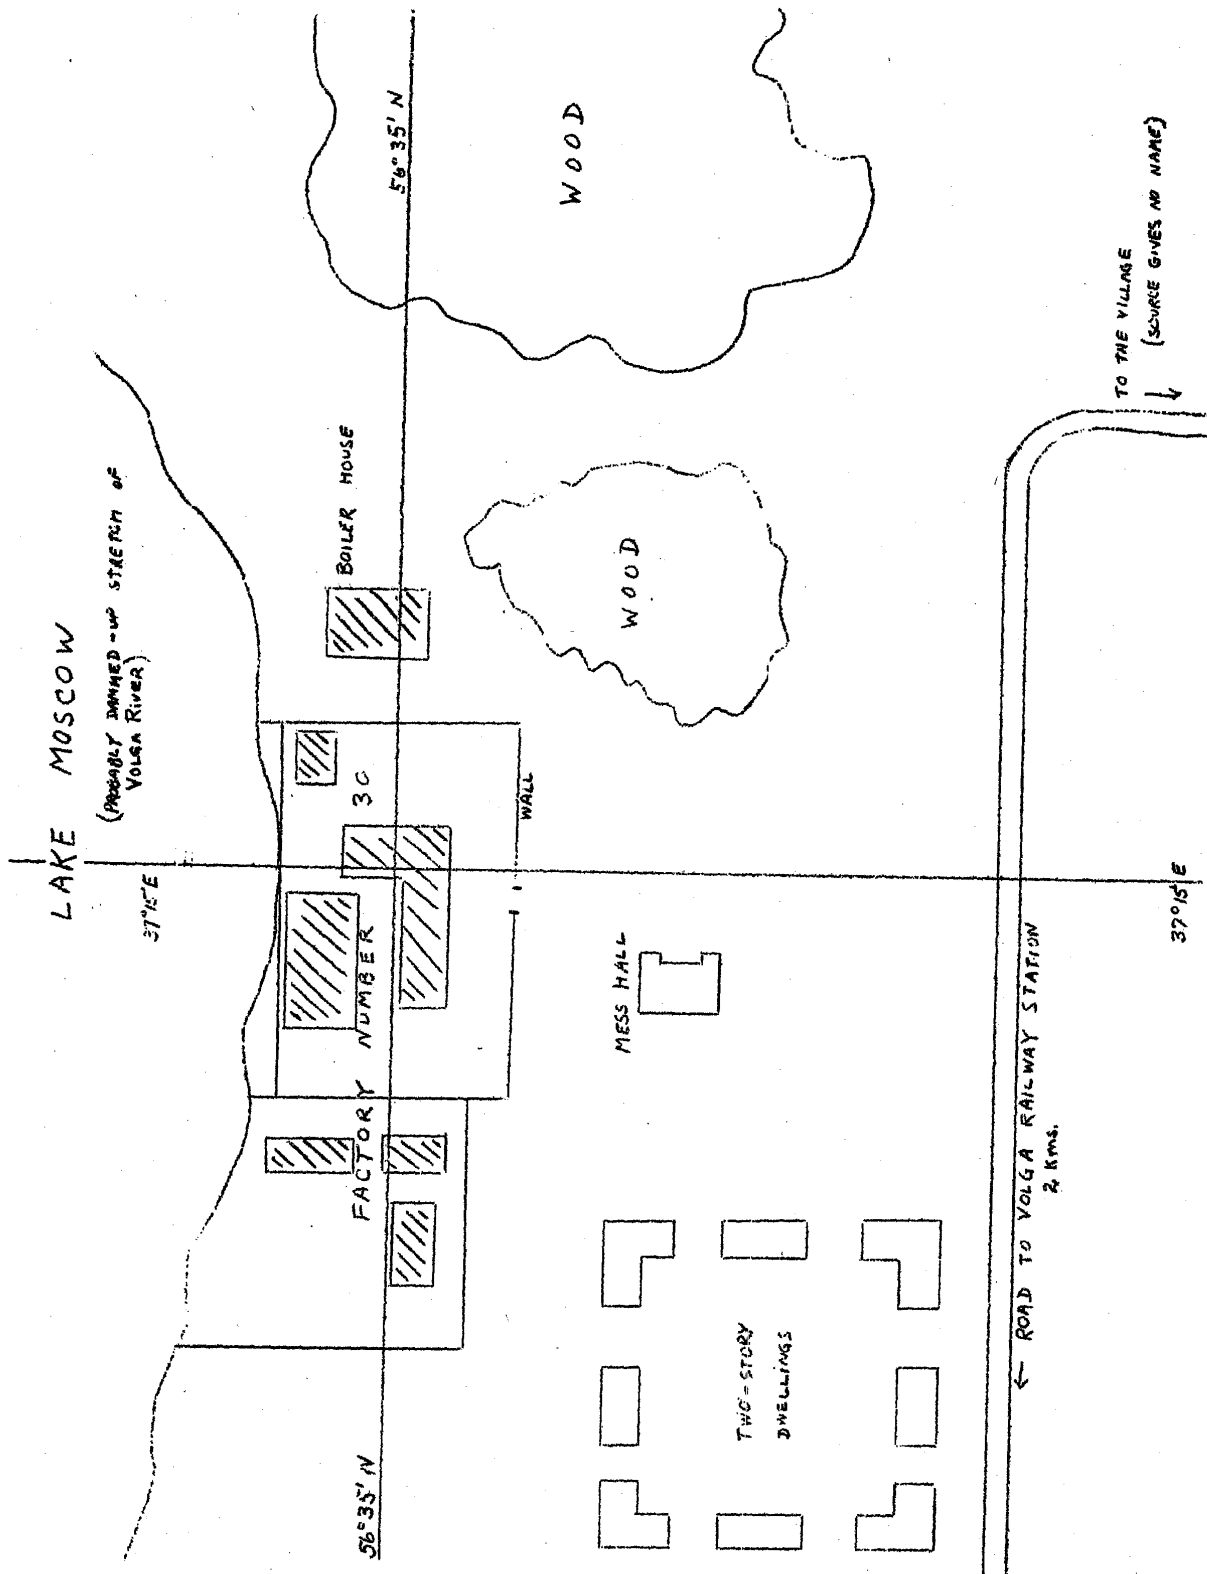 LAKE MOSCOW
(PROBABLY DAMMED-UP STRETCH OF
VOLGA RIVER)
37°15'E
56°35' N
56°35' N
BOILER HOUSE
WOOD
WOOD
FACTORY NUMBER 30
WALL
MESS HALL
TWO-STORY
DWELLINGS
← ROAD TO VOLGA RAILWAY STATION
2 Kms.
TO THE VILLAGE
(SOURCE GIVES NO NAME)
37°15'E